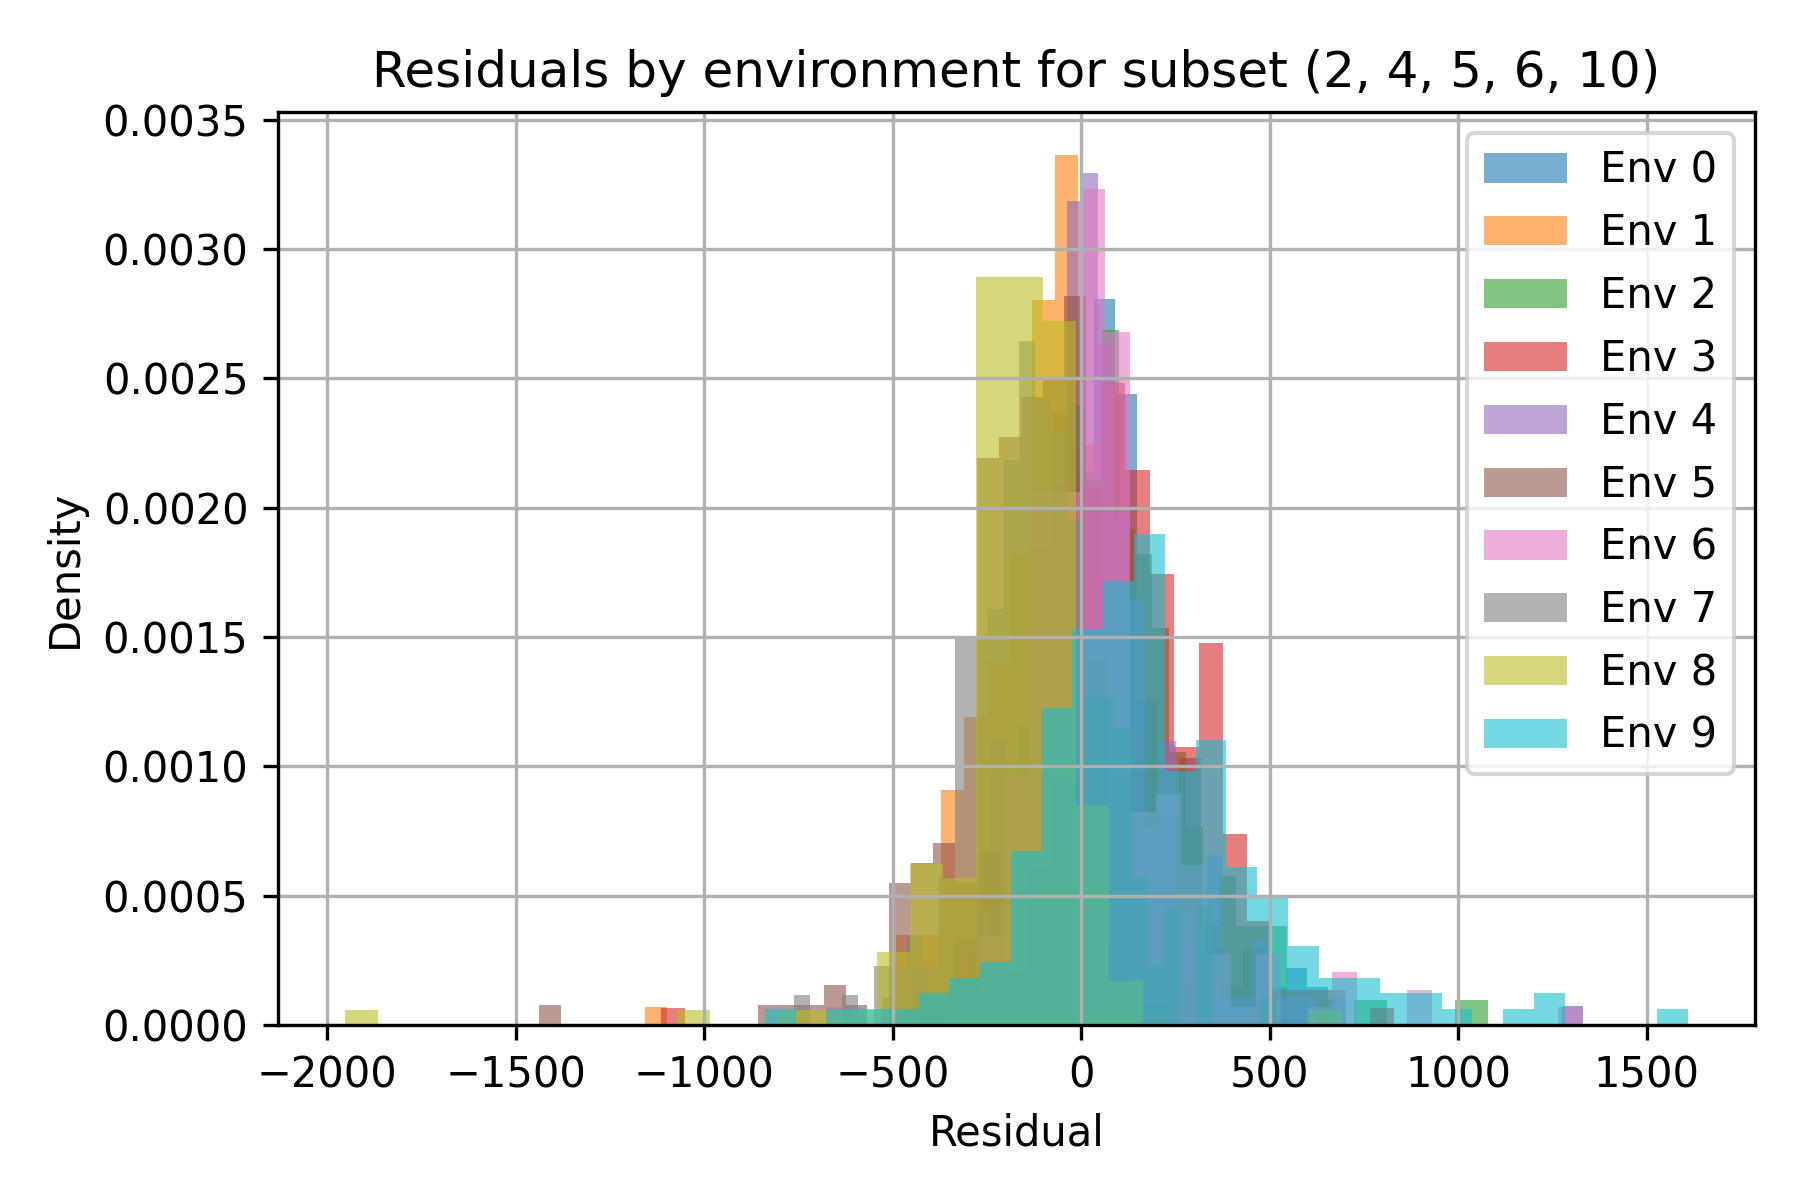 Residuals by environment for subset (2, 4, 5, 6, 10)
0.0035
0.0030
0.0025
0.0020
0.0015
0.0010
0.0005
0.0000
Density
−2000
−1500
−1000
−500
0
500
1000
1500
Residual
Env 0
Env 1
Env 2
Env 3
Env 4
Env 5
Env 6
Env 7
Env 8
Env 9